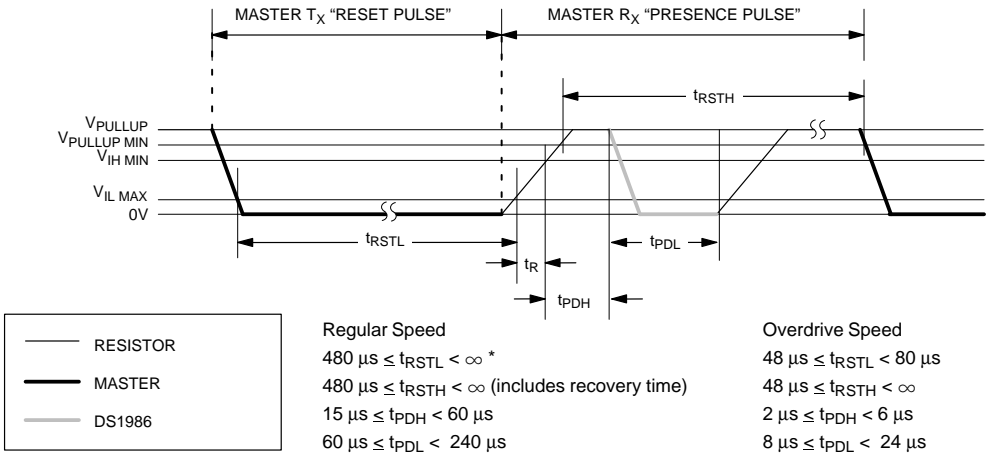 MASTER TX “RESET PULSE” MASTER RX “PRESENCE PULSE”
tRSTH
VPULLUP
VPULLUP MIN
VIH MIN
VIL MAX
0V
tRSTL
tPDL
tR
tPDH
RESISTOR
MASTER
DS1986
Regular Speed
480 μs ≤ tRSTL < ∞ *
480 μs ≤ tRSTH < ∞ (includes recovery time)
15 μs ≤ tPDH < 60 μs
60 μs ≤ tPDL < 240 μs
Overdrive Speed
48 μs ≤ tRSTL < 80 μs
48 μs ≤ tRSTH < ∞
2 μs ≤ tPDH < 6 μs
8 μs ≤ tPDL < 24 μs